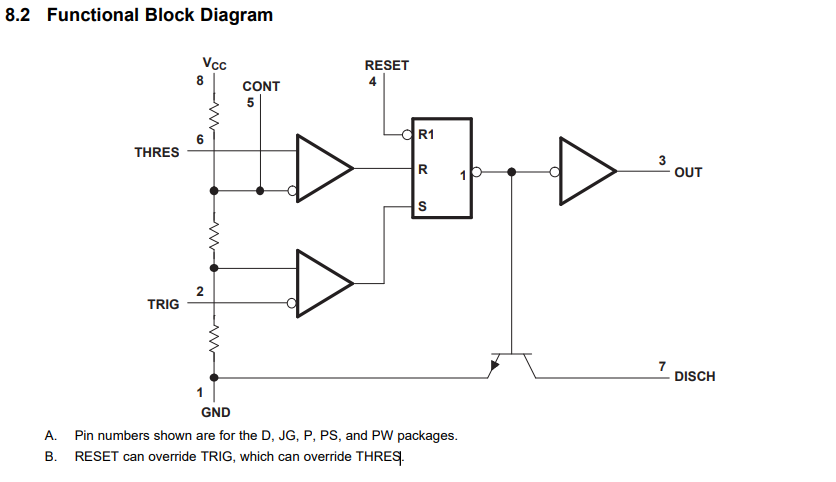 8.2 Functional Block Diagram
VCC
8
CONT
5
RESET
4
R1
6
THRES
R
1
3
OUT
S
2
TRIG
7
DISCH
1
GND
A. Pin numbers shown are for the D, JG, P, PS, and PW packages.
B. RESET can override TRIG, which can override THRES.